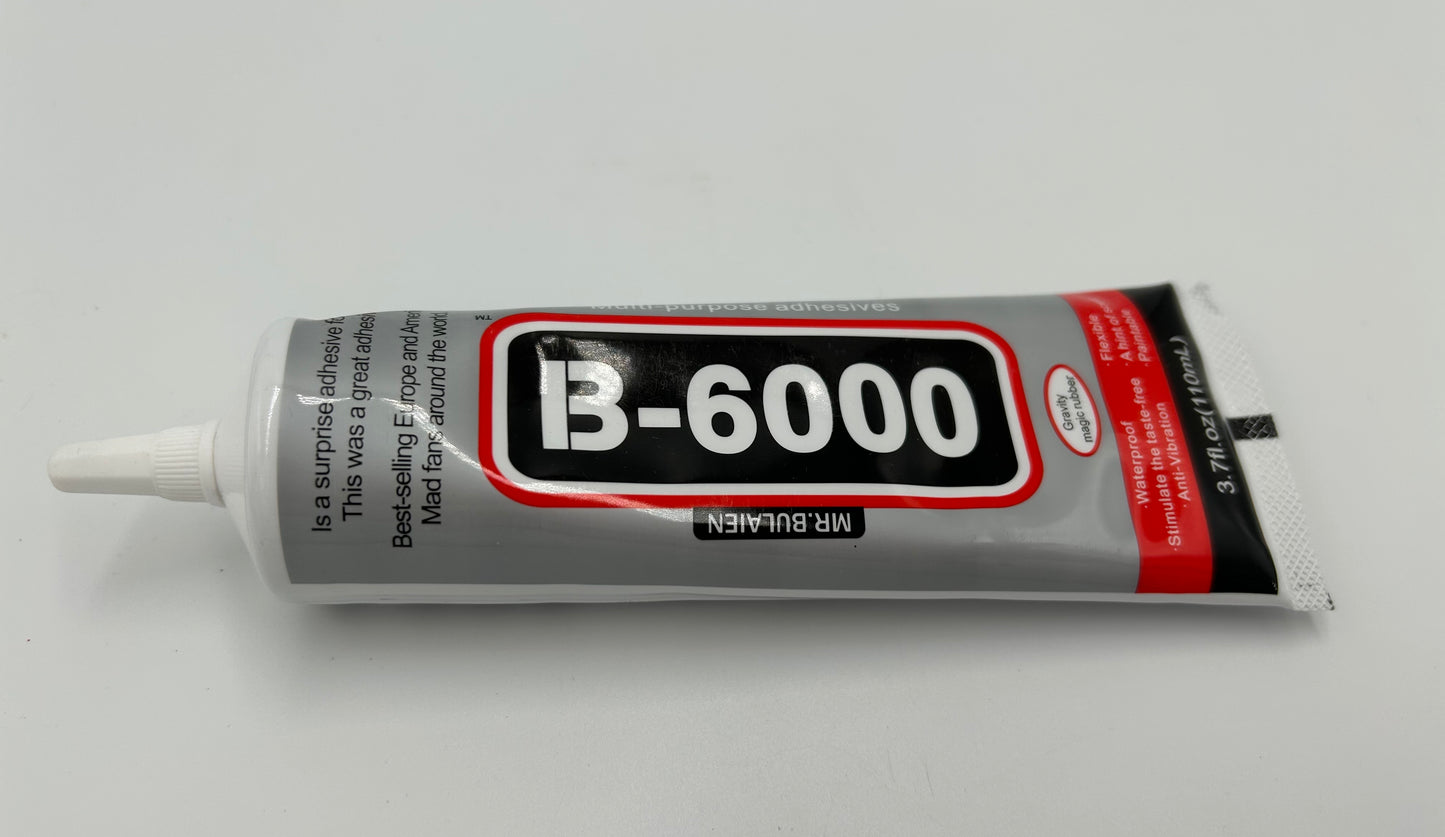 Multi-purpose adhesives
™
B-6000
MR.BULAIEN
Is a surprise adhesive
This was a great
Best-selling Europe and
Mad fans around the world
Gravity
magic rubber
·Flexible
·A hint of
·Paintable
·Waterproof
·Stimulate the taste-free
·Anti-Vibration
3.7fl.oz(110mL)